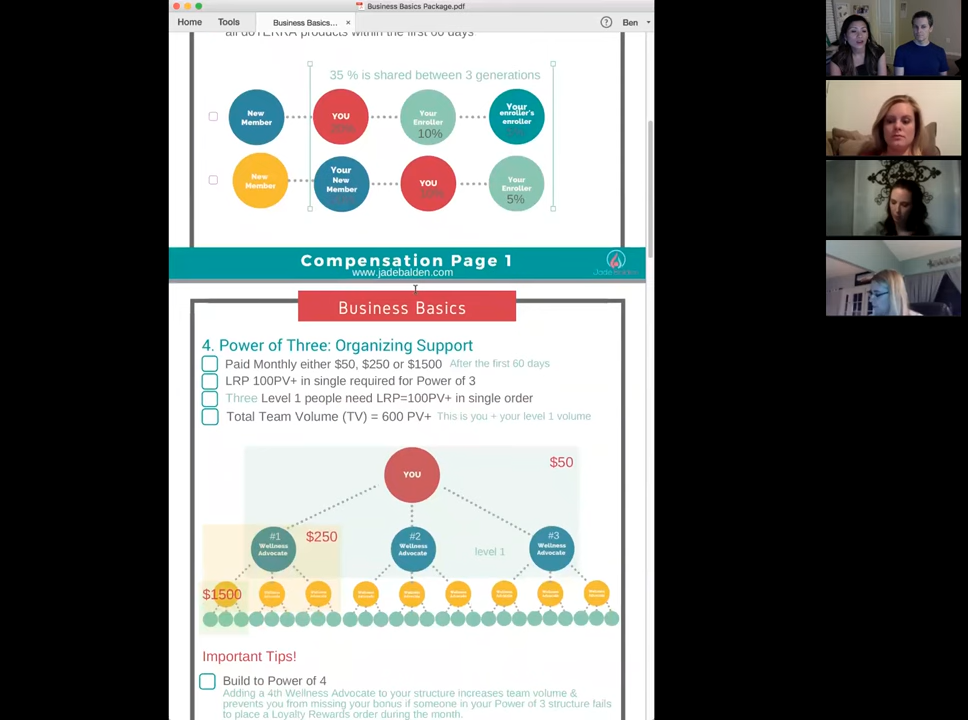 Business Basics Package.pdf
Home Tools Business Basics... × ? Ben
all doTERRA products within the first 60 days
35 % is shared between 3 generations
New Member YOU Your Enroller 10% Your enroller's enroller
New Member Your New Member YOU Your Enroller 5%
Compensation Page 1
www.jadebalden.com
Business Basics
4. Power of Three: Organizing Support
Paid Monthly either $50, $250 or $1500 After the first 60 days
LRP 100PV+ in single required for Power of 3
Three Level 1 people need LRP=100PV+ in single order
Total Team Volume (TV) = 600 PV+ This is you + your level 1 volume
YOU $50
#1 Wellness Advocate $250 #2 Wellness Advocate level 1 #3 Wellness Advocate
$1500
Important Tips!
Build to Power of 4
Adding a 4th Wellness Advocate to your structure increases team volume &
prevents you from missing your bonus if someone in your Power of 3 structure fails
to place a Loyalty Rewards order during the month.